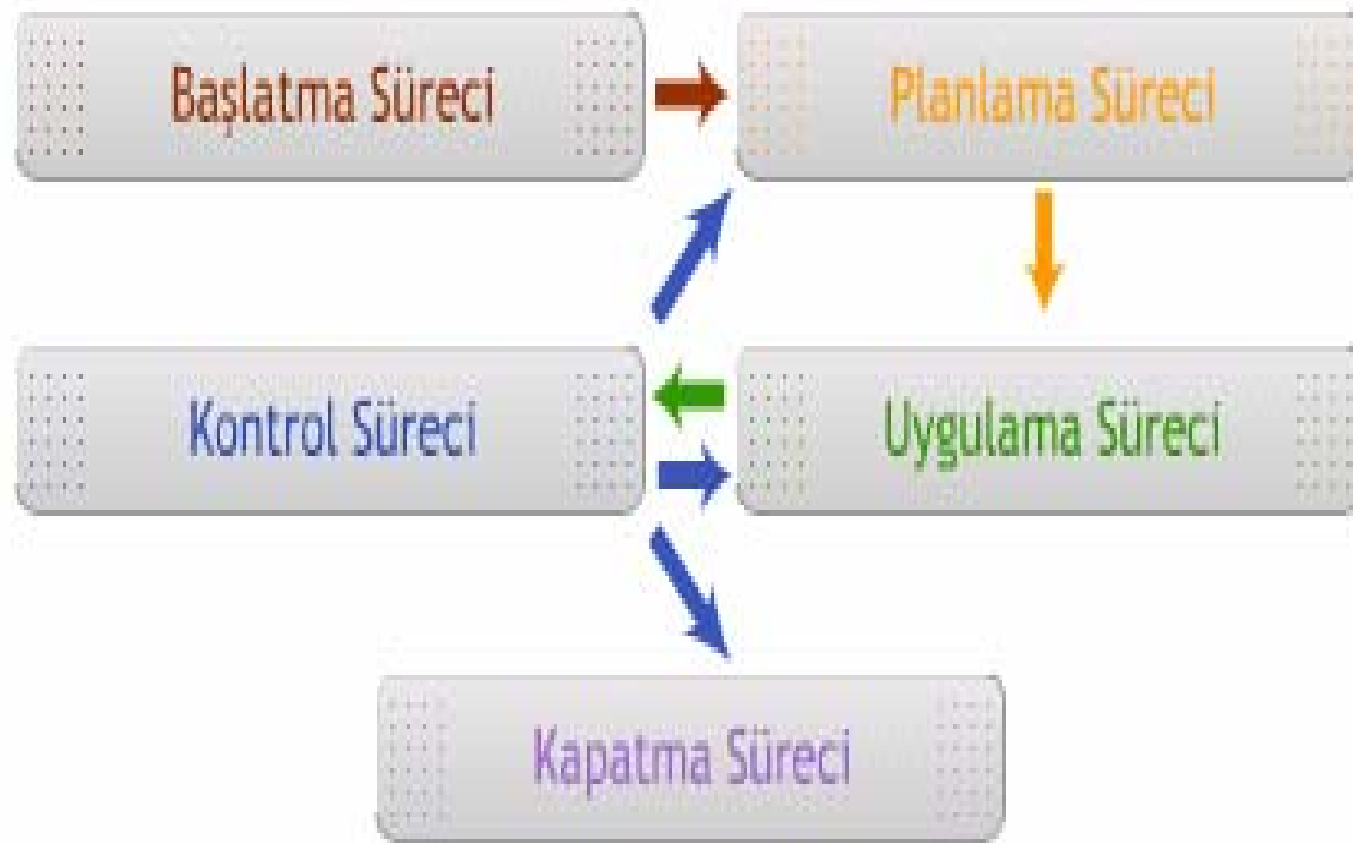 Başlatma Süreci
Planlama Süreci
Kontrol Süreci
Uygulama Süreci
Kapatma Süreci